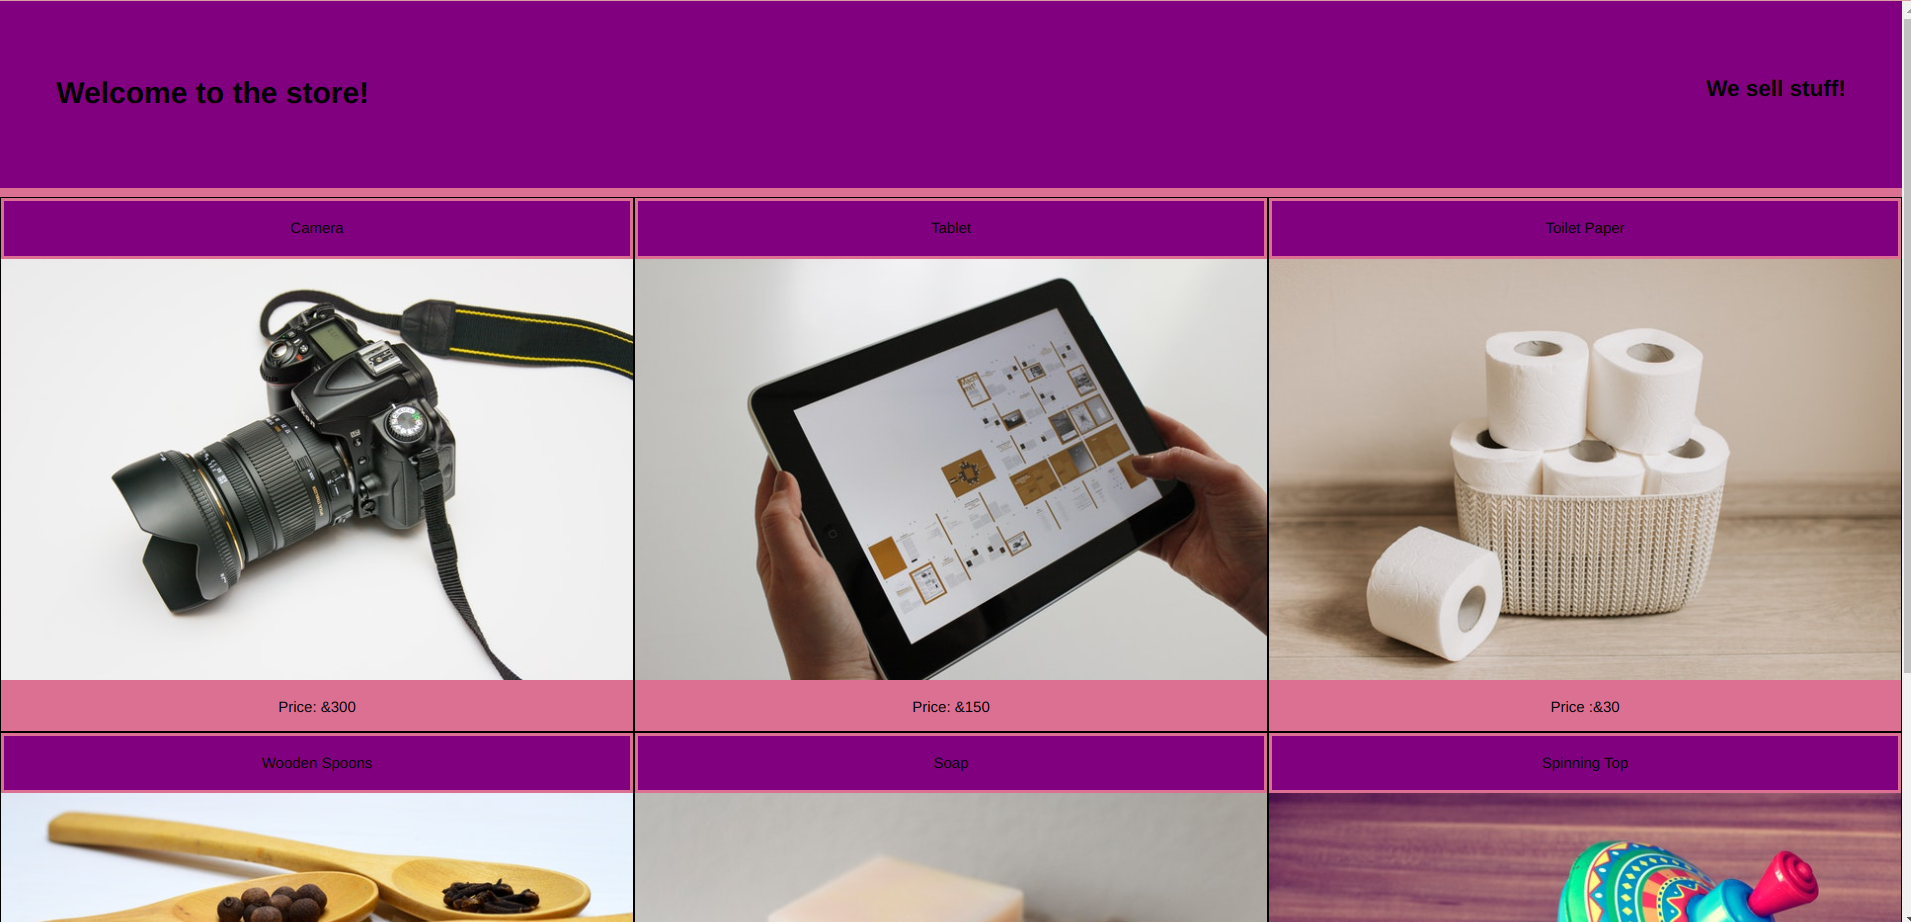 Welcome to the store!
We sell stuff!
Camera
Tablet
Toilet Paper
Price: &300
Price: &150
Price :&30
Wooden Spoons
Soap
Spinning Top